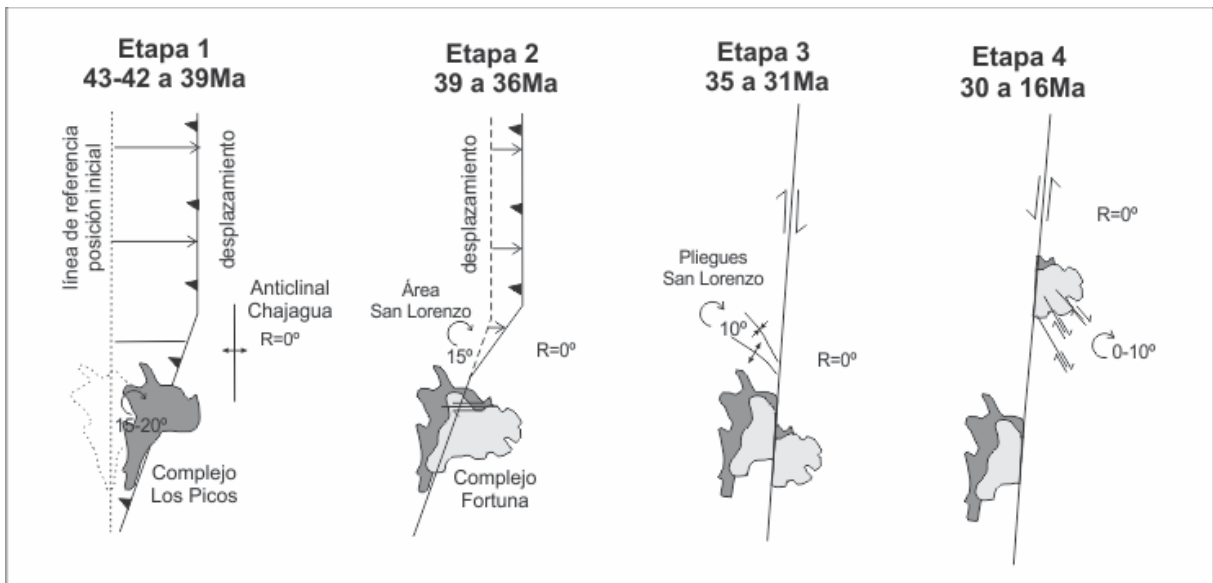 Etapa 1
43-42 a 39Ma
línea de referencia
posición inicial
desplazamiento
Anticlinal
Chajagua
R=0º
15-20º
Complejo
Los Picos
Etapa 2
39 a 36Ma
desplazamiento
Área
San Lorenzo
15º
R=0º
Complejo
Fortuna
Etapa 3
35 a 31Ma
Pliegues
San Lorenzo
10º
R=0º
Etapa 4
30 a 16Ma
R=0º
0-10º